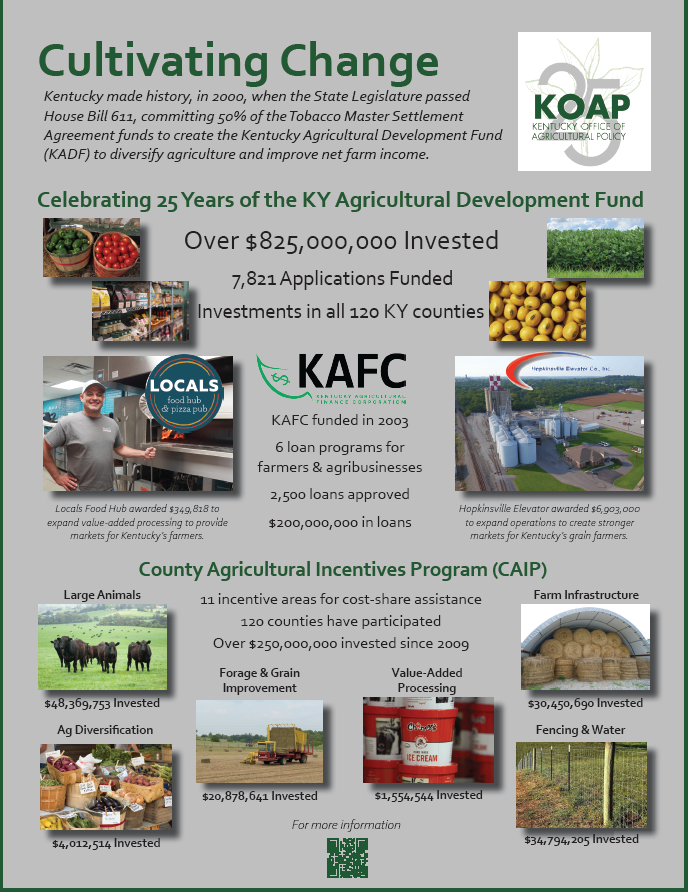 Cultivating Change
Kentucky made history, in 2000, when the State Legislature passed
House Bill 611, committing 50% of the Tobacco Master Settlement
Agreement funds to create the Kentucky Agricultural Development Fund
(KADF) to diversify agriculture and improve net farm income.
25
KOAP
KENTUCKY OFFICE OF
AGRICULTURAL POLICY
Celebrating 25 Years of the KY Agricultural Development Fund
Over $825,000,000 Invested
7,821 Applications Funded
Investments in all 120 KY counties
LOCALS
food hub
& pizza pub
Locals Food Hub awarded $349,818 to
expand value-added processing to provide
markets for Kentucky's farmers.
KAFC
KENTUCKY AGRICULTURAL
FINANCE CORPORATION
KAFC funded in 2003
6 loan programs for
farmers & agribusinesses
2,500 loans approved
$200,000,000 in loans
Hopkinsville Elevator Co., Inc.
Hopkinsville Elevator awarded $6,903,000
to expand operations to create stronger
markets for Kentucky's grain farmers.
County Agricultural Incentives Program (CAIP)
11 incentive areas for cost-share assistance
120 counties have participated
Over $250,000,000 invested since 2009
Large Animals
$48,369,753 Invested
Ag Diversification
$4,012,514 Invested
Forage & Grain
Improvement
$20,878,641 Invested
Value-Added
Processing
ICE CREAM
$1,554,544 Invested
Farm Infrastructure
$30,450,690 Invested
Fencing & Water
$34,794,205 Invested
For more information